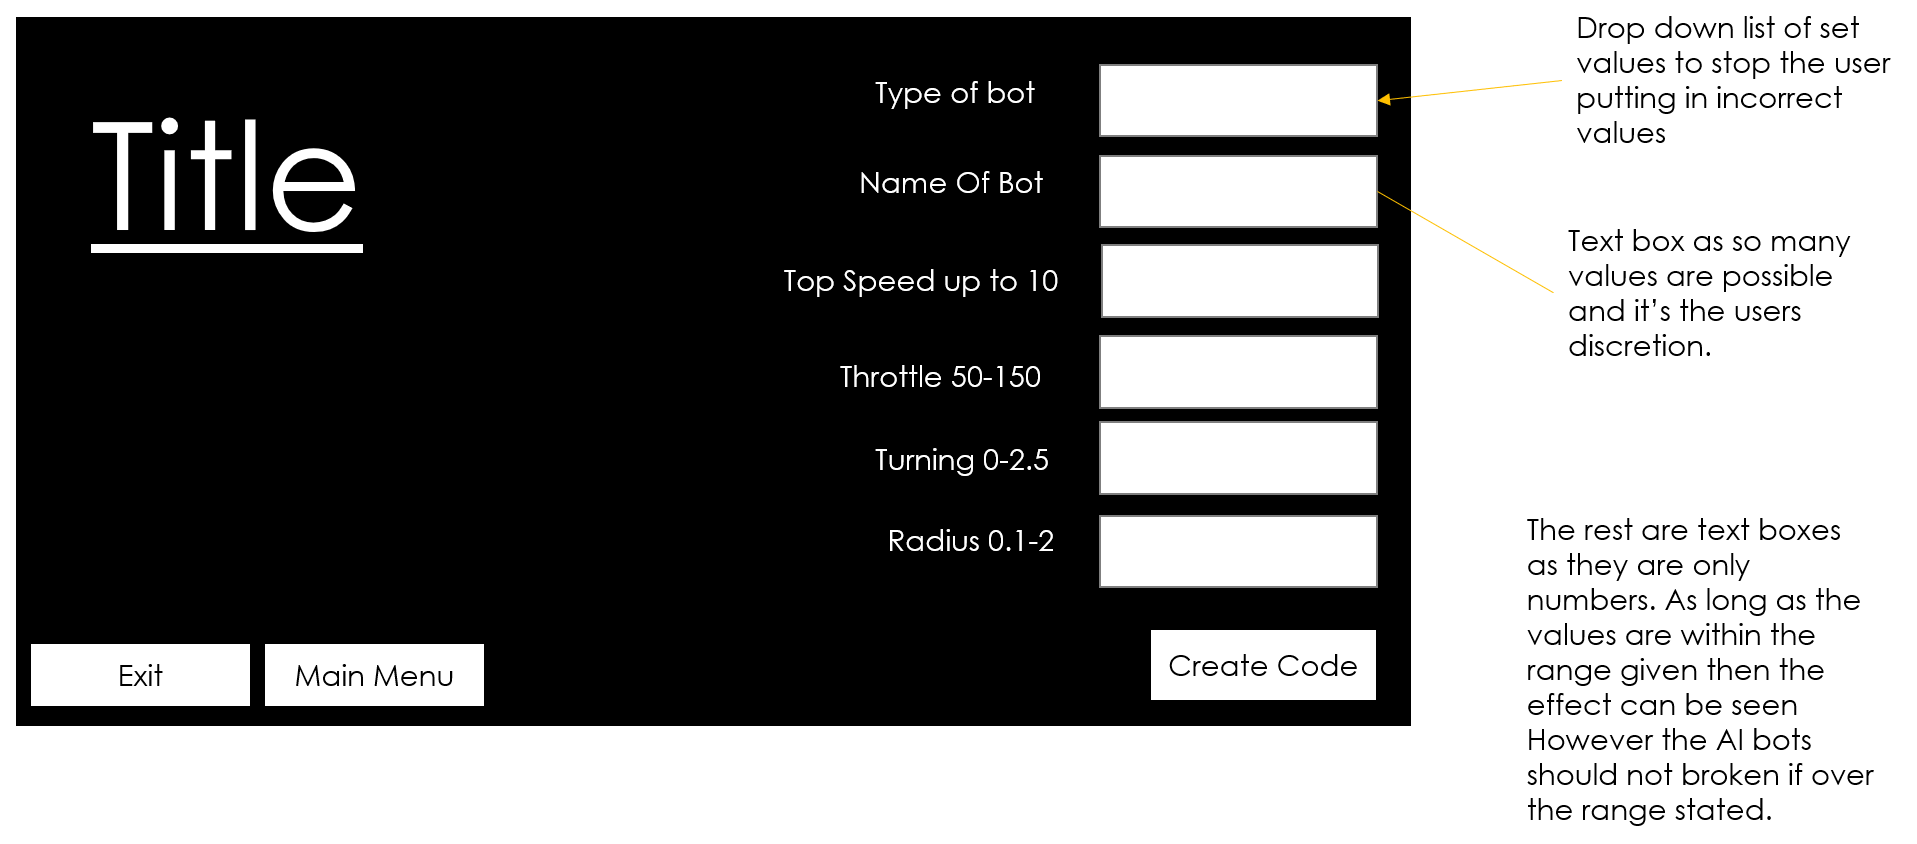 Title
Type of bot
Name Of Bot
Top Speed up to 10
Throttle 50-150
Turning 0-2.5
Radius 0.1-2
Exit
Main Menu
Create Code
Drop down list of set
values to stop the user
putting in incorrect
values
Text box as so many
values are possible
and it’s the users
discretion.
The rest are text boxes
as they are only
numbers. As long as the
values are within the
range given then the
effect can be seen
However the AI bots
should not broken if over
the range stated.